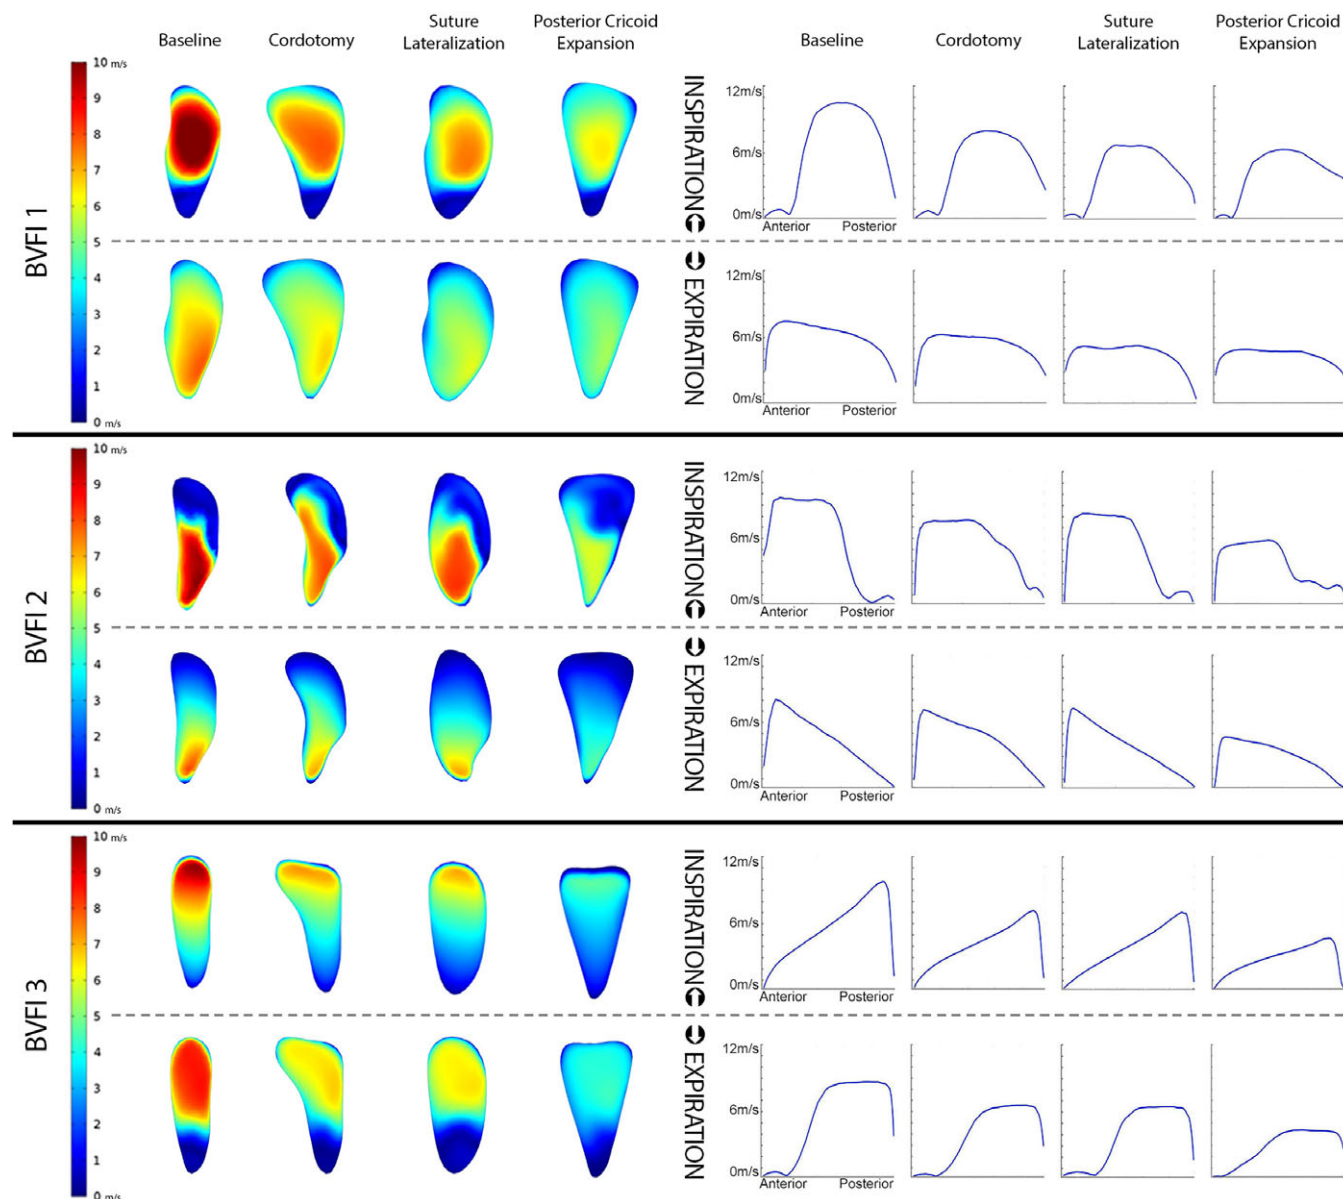 Baseline
Cordotomy
Suture
Lateralization
Posterior Cricoid
Expansion
Baseline
Cordotomy
Suture
Lateralization
Posterior Cricoid
Expansion
BVFI 1
10 m/s
9
8
7
6
5
4
3
2
1
0 m/s
INSPIRATION
12m/s
6m/s
0m/s
Anterior
Posterior
EXPIRATION
12m/s
6m/s
0m/s
Anterior
Posterior
BVFI 2
10 m/s
9
8
7
6
5
4
3
2
1
0 m/s
INSPIRATION
12m/s
6m/s
0m/s
Anterior
Posterior
EXPIRATION
12m/s
6m/s
0m/s
Anterior
Posterior
BVFI 3
10 m/s
9
8
7
6
5
4
3
2
1
0 m/s
INSPIRATION
12m/s
6m/s
0m/s
Anterior
Posterior
EXPIRATION
12m/s
6m/s
0m/s
Anterior
Posterior